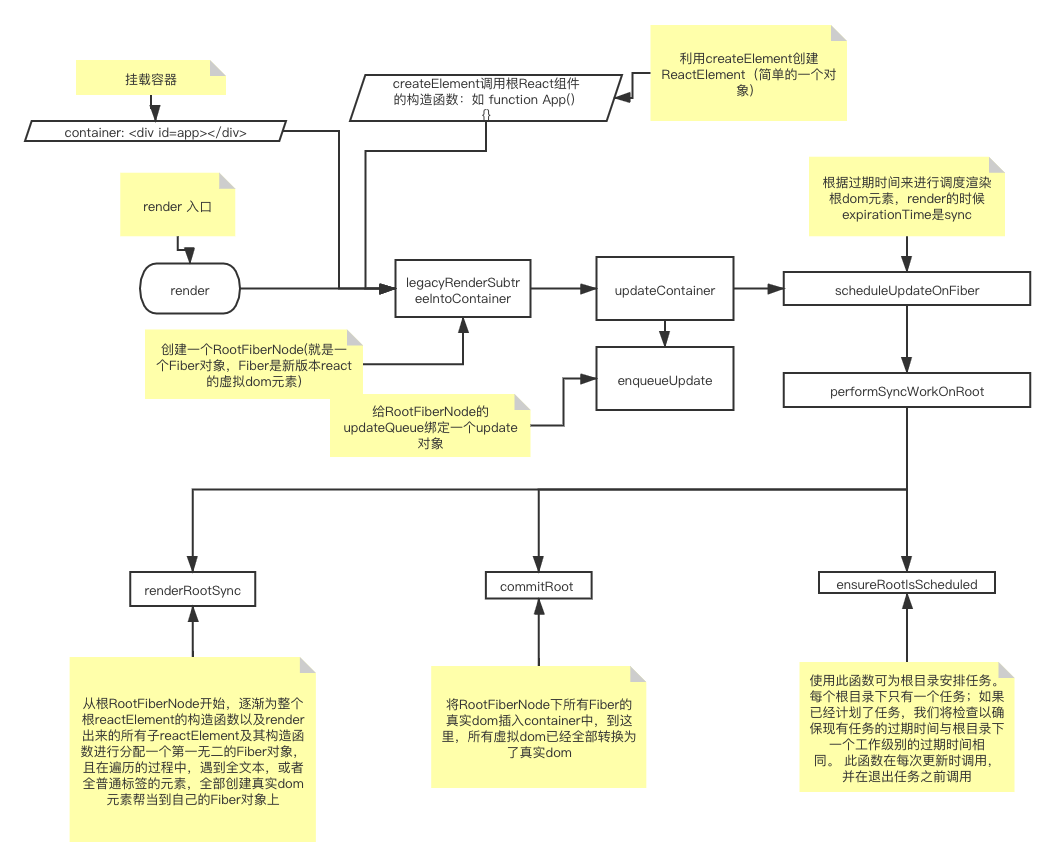 挂载容器
container: <div id=app></div>
createElement调用根React组件
的构造函数：如 function App()
{}
利用createElement创建
ReactElement（简单的一个对
象）
render 入口
render
legacyRenderSubtr
eeIntoContainer
updateContainer
根据过期时间来进行调度渲染
根dom元素，render的时候
expirationTime是sync
scheduleUpdateOnFiber
创建一个RootFiberNode(就是一
个Fiber对象，Fiber是新版本react
的虚拟dom元素)
enqueueUpdate
performSyncWorkOnRoot
给RootFiberNode的
updateQueue绑定一个update
对象
renderRootSync
commitRoot
ensureRootIsScheduled
从根RootFiberNode开始，逐渐为整个
根reactElement的构造函数以及render
出来的所有子reactElement及其构造函
数进行分配一个第一无二的Fiber对象，
且在遍历的过程中，遇到全文本，或者
全普通标签的元素，全部创建真实dom
元素帮当到自己的Fiber对象上
将RootFiberNode下所有Fiber的
真实dom插入container中，到这
里，所有虚拟dom已经全部转换为
了真实dom
使用此函数可为根目录安排任务。
每个根目录下只有一个任务；如果
已经计划了任务，我们将检查以确
保现有任务的过期时间与根目录下
一个工作级别的过期时间相
同。 此函数在每次更新时调用，
并在退出任务之前调用